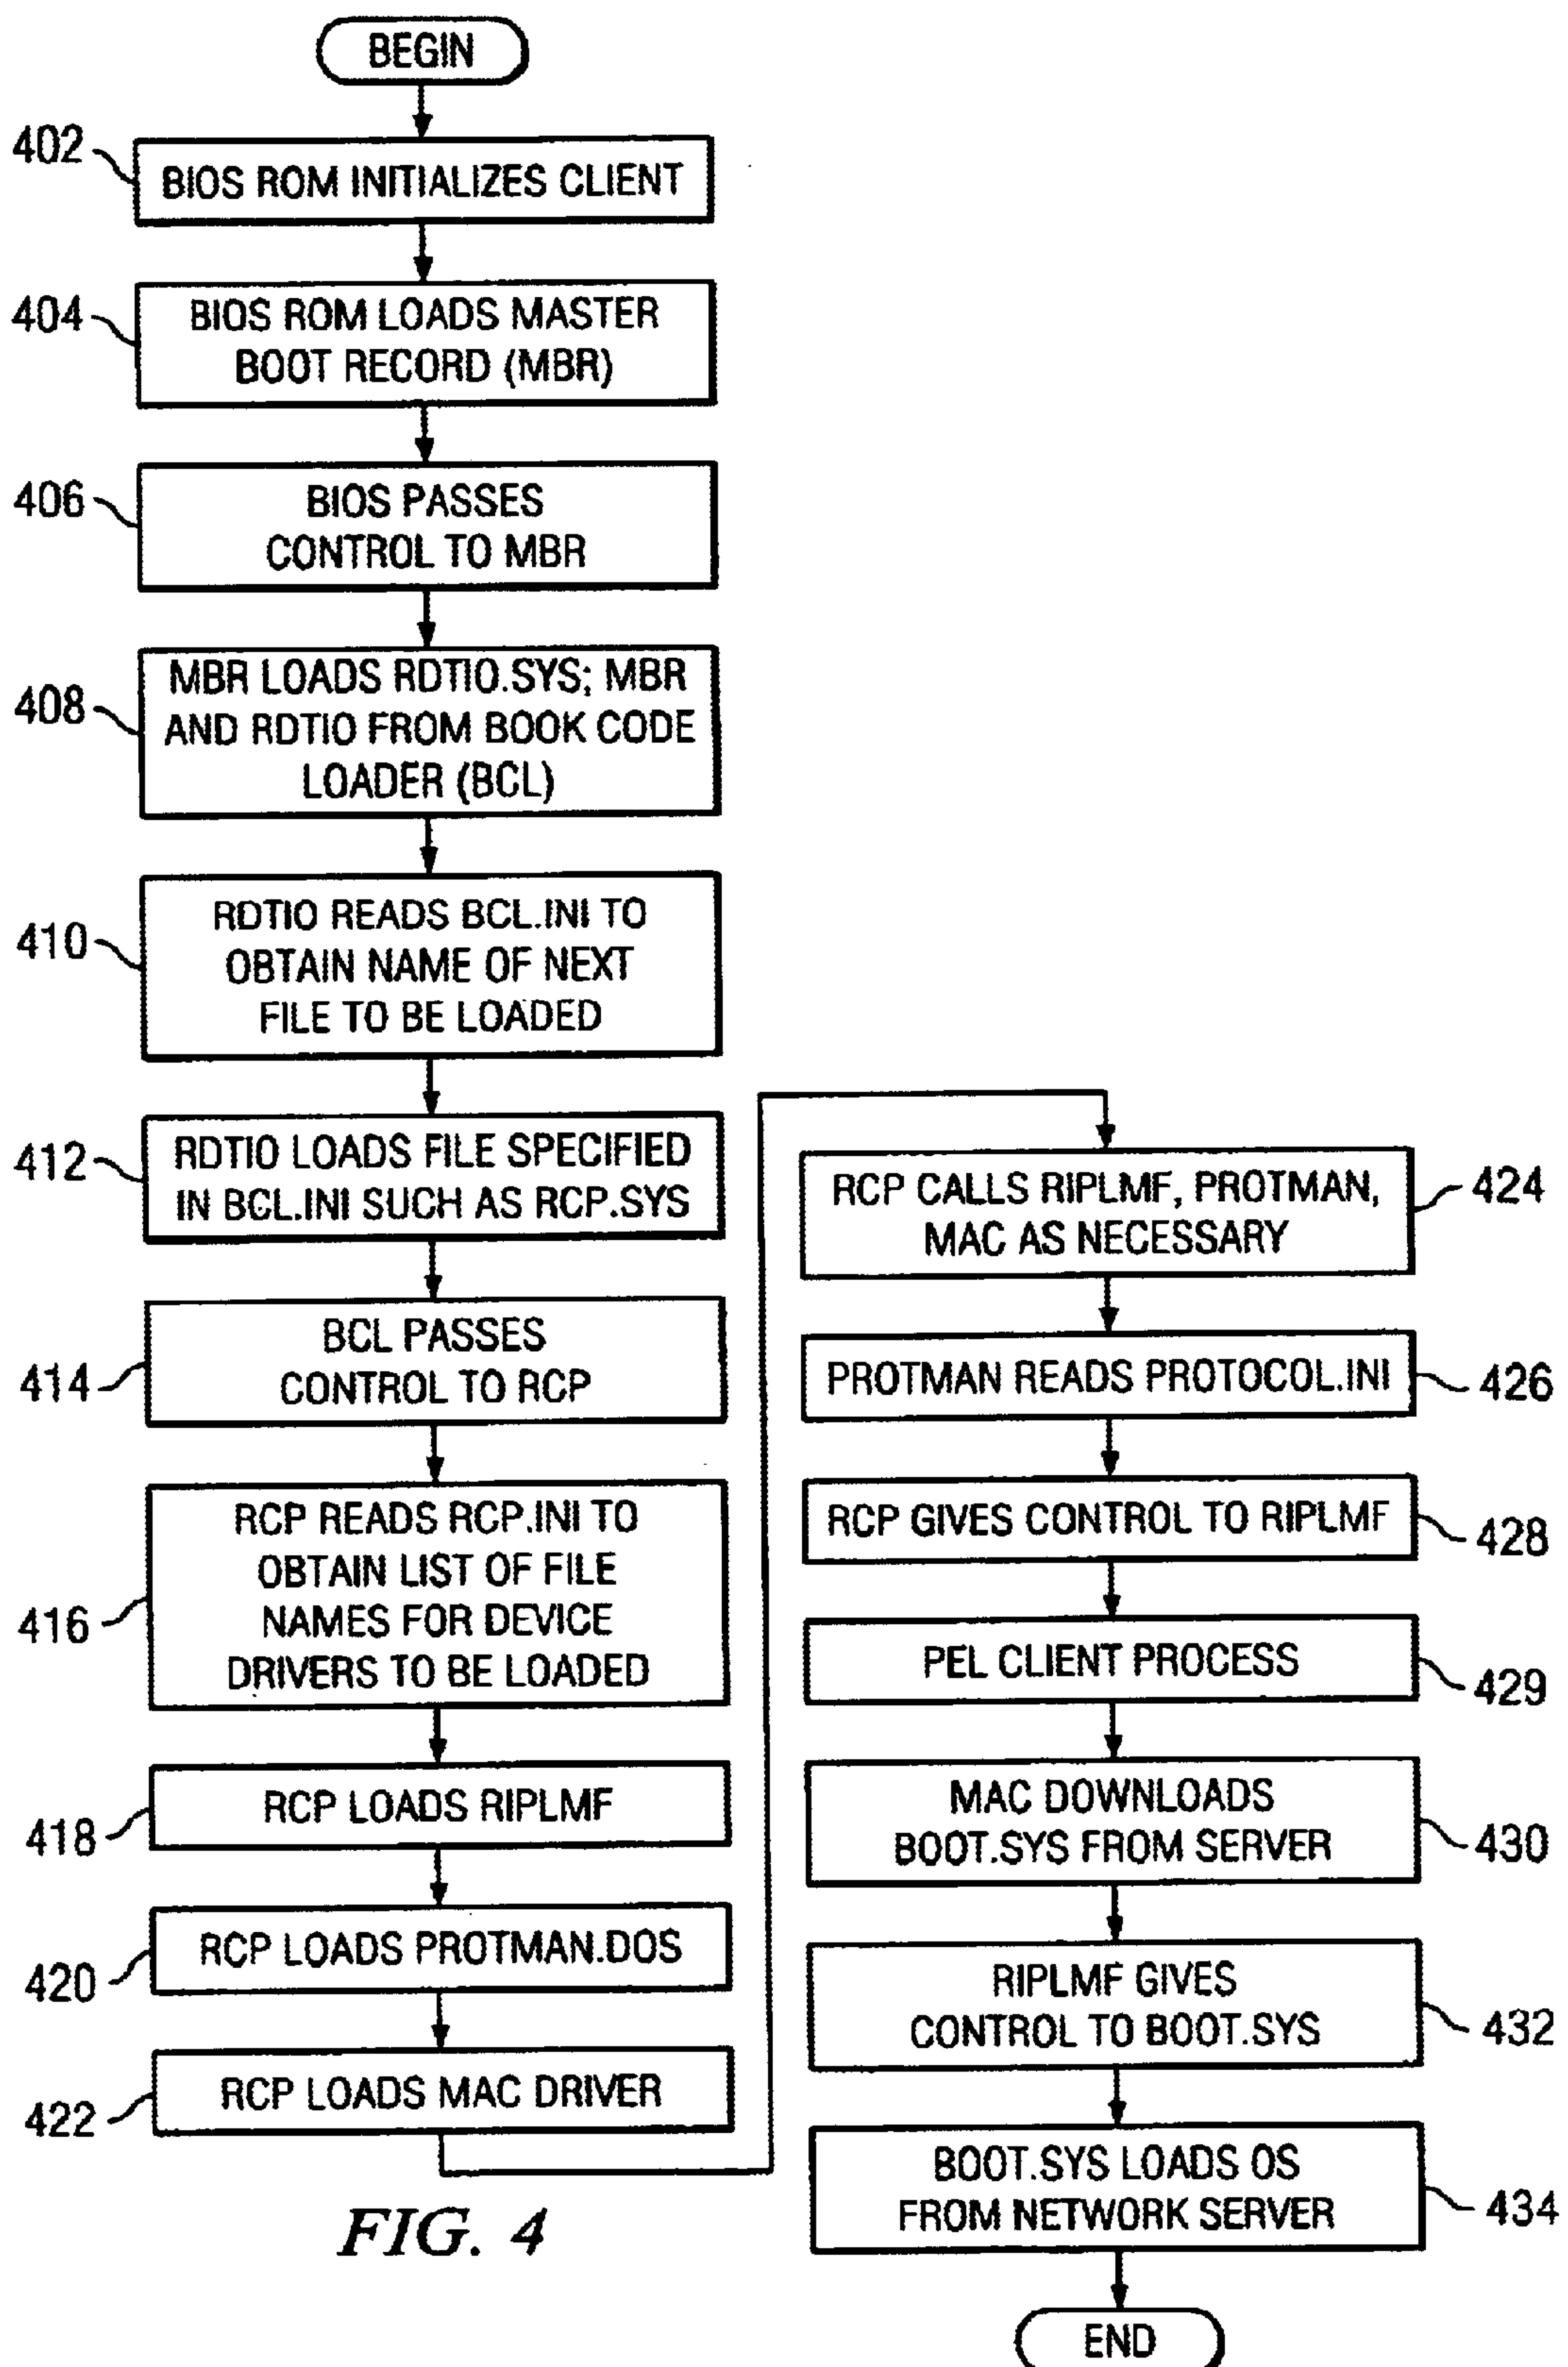 BEGIN
402
BIOS ROM INITIALIZES CLIENT
404
BIOS ROM LOADS MASTER
BOOT RECORD (MBR)
406
BIOS PASSES
CONTROL TO MBR
408
MBR LOADS RDTIO.SYS; MBR
AND RDTIO FROM BOOK CODE
LOADER (BCL)
410
RDTIO READS BCL.INI TO
OBTAIN NAME OF NEXT
FILE TO BE LOADED
412
RDTIO LOADS FILE SPECIFIED
IN BCL.INI SUCH AS RCP.SYS
414
BCL PASSES
CONTROL TO RCP
416
RCP READS RCP.INI TO
OBTAIN LIST OF FILE
NAMES FOR DEVICE
DRIVERS TO BE LOADED
418
RCP LOADS RIPLMF
420
RCP LOADS PROTMAN.DOS
422
RCP LOADS MAC DRIVER
RCP CALLS RIPLMF, PROTMAN,
MAC AS NECESSARY
424
PROTMAN READS PROTOCOL.INI
426
RCP GIVES CONTROL TO RIPLMF
428
PEL CLIENT PROCESS
429
MAC DOWNLOADS
BOOT.SYS FROM SERVER
430
RIPLMF GIVES
CONTROL TO BOOT.SYS
432
BOOT.SYS LOADS OS
FROM NETWORK SERVER
434
END
FIG. 4